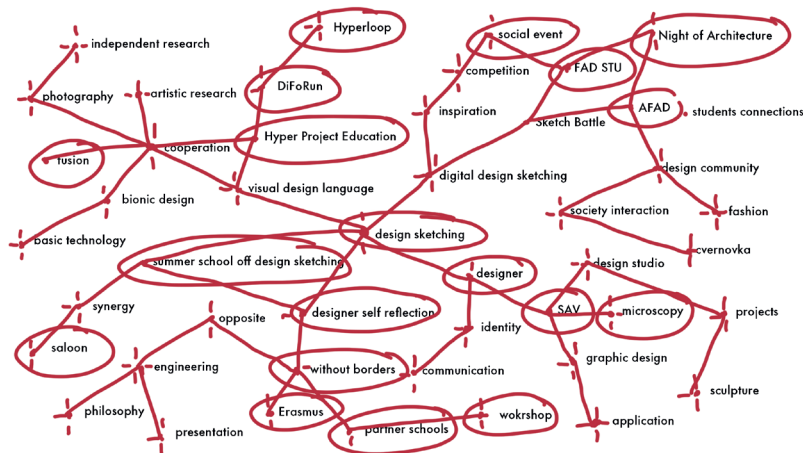 Hyperloop
social event
Night of Architecture
independent research
competition
FAD STU
DiFoRun
photography
artistic research
inspiration
AFAD
students connections
Sketch Battle
Hyper Project Education
cooperation
fusion
design community
digital design sketching
visual design language
bionic design
society interaction
fashion
design sketching
basic technology
cvernovka
summer school off design sketching
design studio
designer
synergy
designer self reflection
SAV
microscopy
projects
opposite
identity
saloon
graphic design
engineering
without borders
communication
sculpture
philosophy
Erasmus
wokrshop
application
presentation
partner schools